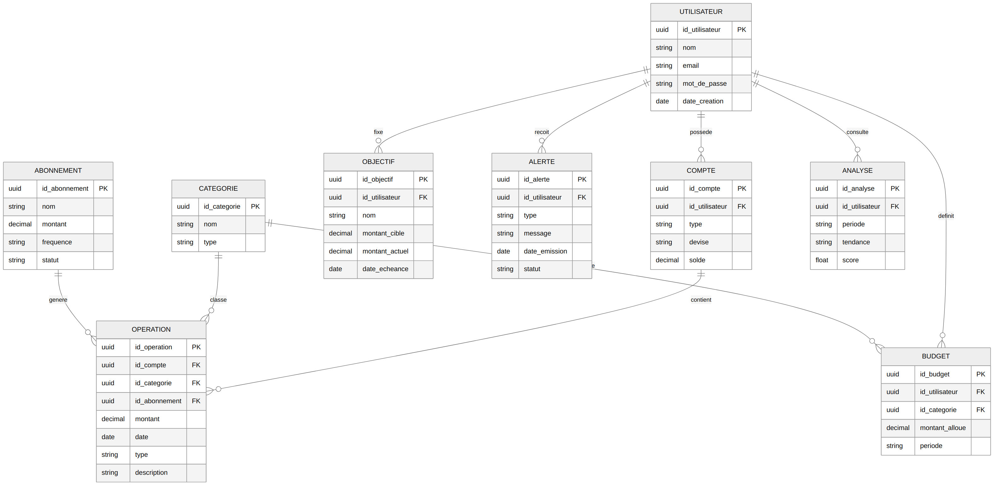 UTILISATEUR
uuid id_utilisateur PK
string nom
string email
string mot_de_passe
date date_creation
fixe
recoit
possede
consulte
definit
ABONNEMENT
uuid id_abonnement PK
string nom
decimal montant
string frequence
string statut
CATEGORIE
uuid id_categorie PK
string nom
string type
OBJECTIF
uuid id_objectif PK
uuid id_utilisateur FK
string nom
decimal montant_cible
decimal montant_actuel
date date_echeance
ALERTE
uuid id_alerte PK
uuid id_utilisateur FK
string type
string message
date date_emission
string statut
COMPTE
uuid id_compte PK
uuid id_utilisateur FK
string type
string devise
decimal solde
ANALYSE
uuid id_analyse PK
uuid id_utilisateur FK
string periode
string tendance
float score
genere
classe
contient
OPERATION
uuid id_operation PK
uuid id_compte FK
uuid id_categorie FK
uuid id_abonnement FK
decimal montant
date date
string type
string description
BUDGET
uuid id_budget PK
uuid id_utilisateur FK
uuid id_categorie FK
decimal montant_alloue
string periode